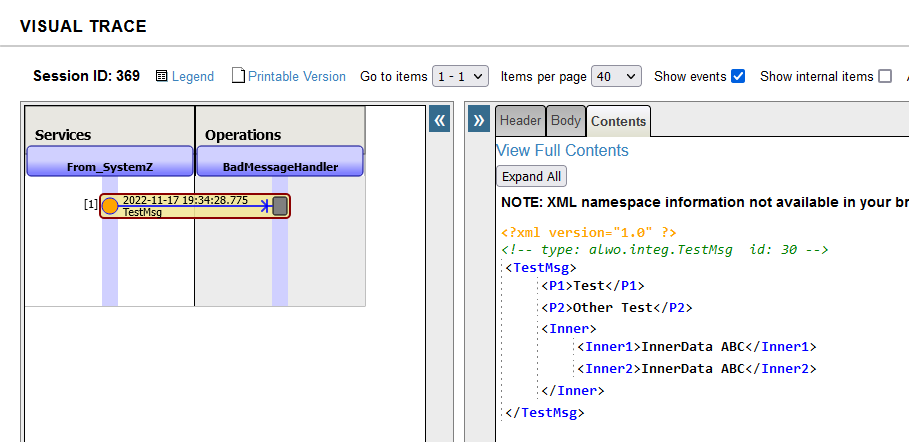 VISUAL TRACE
Session ID: 369 Legend Printable Version Go to items 1 - 1 Items per page 40 Show events Show internal items
Services Operations
From_SystemZ BadMessageHandler
[1] 2022-11-17 19:34:28.775
TestMsg
« »
Header Body Contents
View Full Contents
Expand All
NOTE: XML namespace information not available in your br
<?xml version="1.0" ?>
<!-- type: alwo.integ.TestMsg  id: 30 -->
<TestMsg>
<P1>Test</P1>
<P2>Other Test</P2>
<Inner>
<Inner1>InnerData ABC</Inner1>
<Inner2>InnerData ABC</Inner2>
</Inner>
</TestMsg>